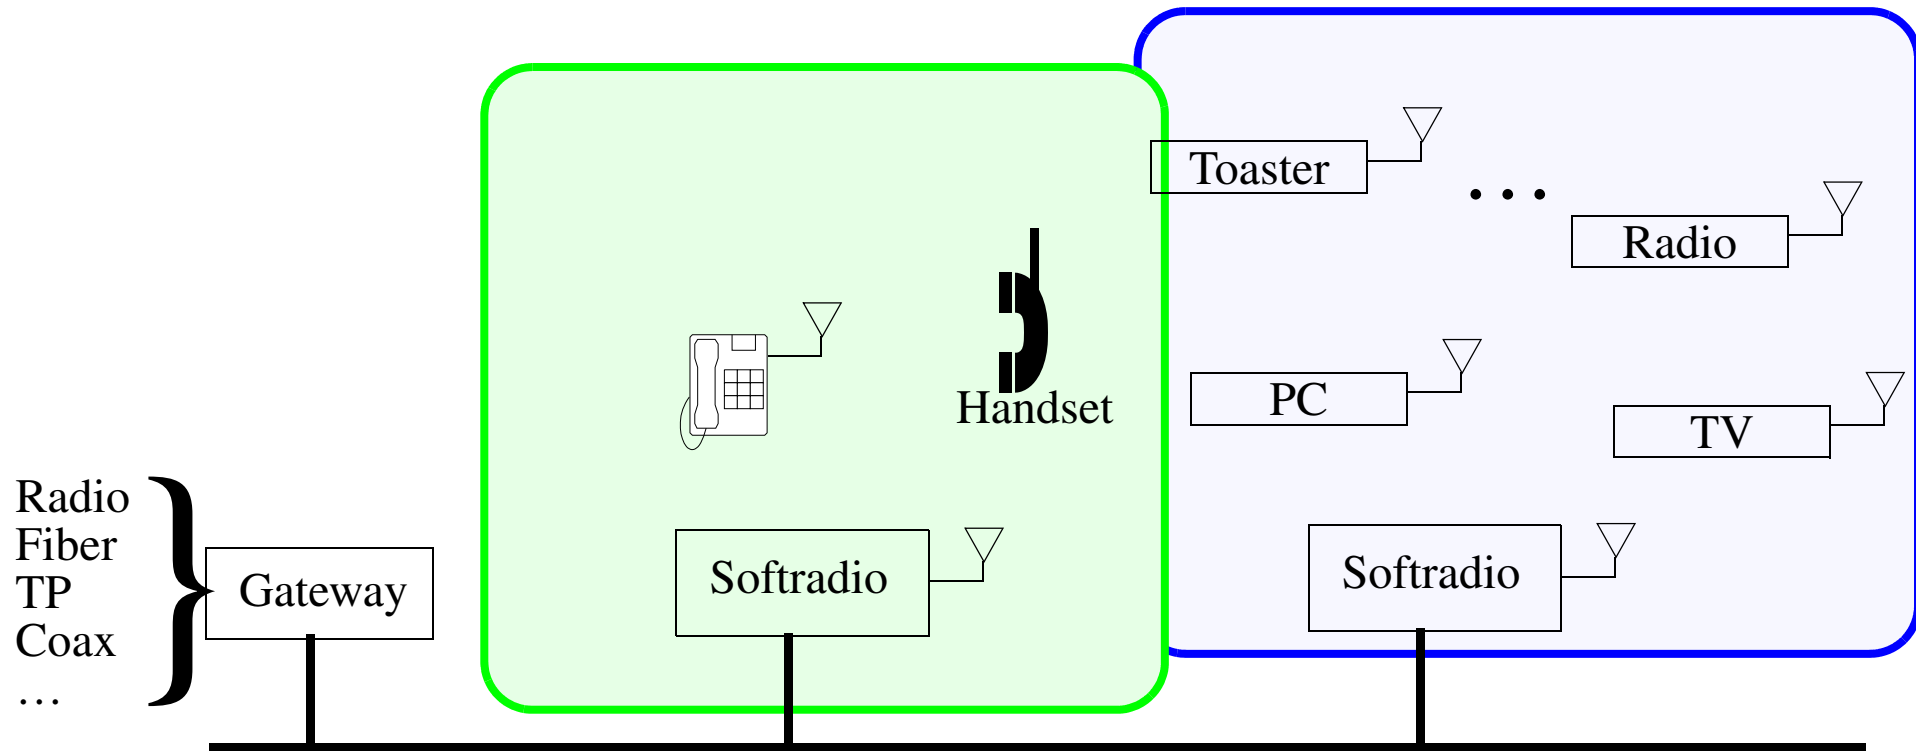 Toaster
...
Radio
Handset
PC
TV
Radio
Fiber
TP
Coax
...
Gateway
Softradio
Softradio